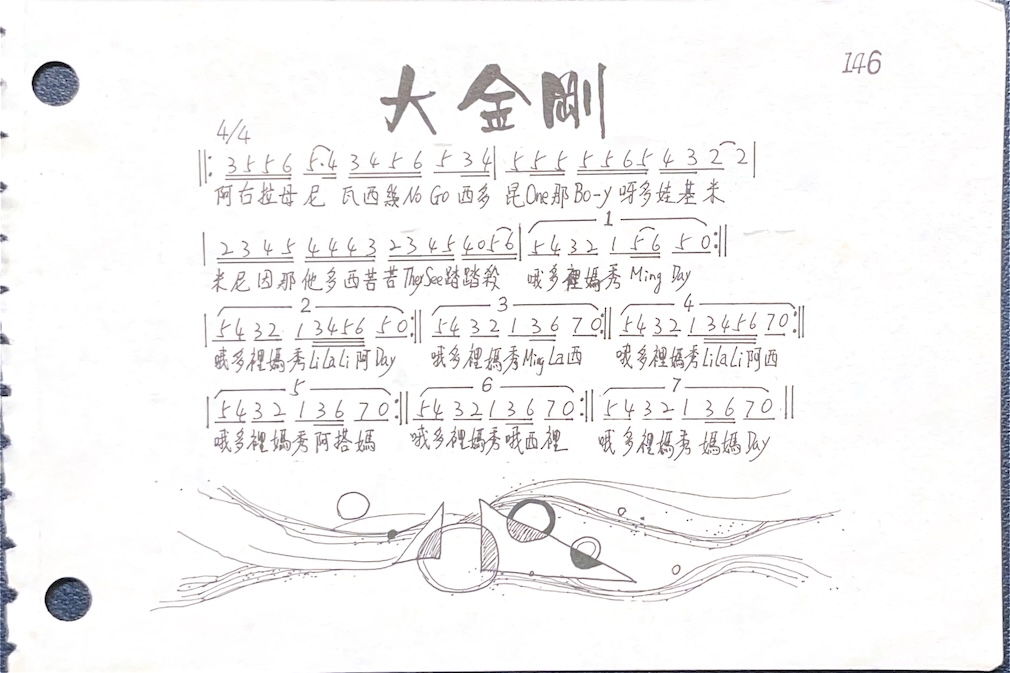 146
大金剛
4/4
||: 3 5 5 6 5·4 3 4 5 6 5 3 4 | 5 5 5 5 5 6 5 4 3 2 2 |
阿右拉母尼 瓦西煞No Go西多 昆One那Bo-y呀多娃基米
| 2 3 4 5 4 4 4 3 2 3 4 5 4 0 5 6 | 1 5 4 3 2 1 5 6 5 0 :||
米尼因那他多西苦苦TheySee踏踏殺 哦多裡媽秀 Ming Day
2 3 4
| 5 4 3 2 1 3 4 5 6 5 0 :|| 5 4 3 2 1 3 6 7 0 :|| 5 4 3 2 1 3 4 5 6 7 0 :||
哦多裡媽秀LiLaLi阿Day 哦多裡媽秀Ming La西 哦多裡媽秀LiLaLi阿西
5 6 7
| 5 4 3 2 1 3 6 7 0 :|| 5 4 3 2 1 3 6 7 0 :|| 5 4 3 2 1 3 6 7 0 ||
哦多裡媽秀阿搭媽 哦多裡媽秀哦西裡 哦多裡媽秀媽媽Day